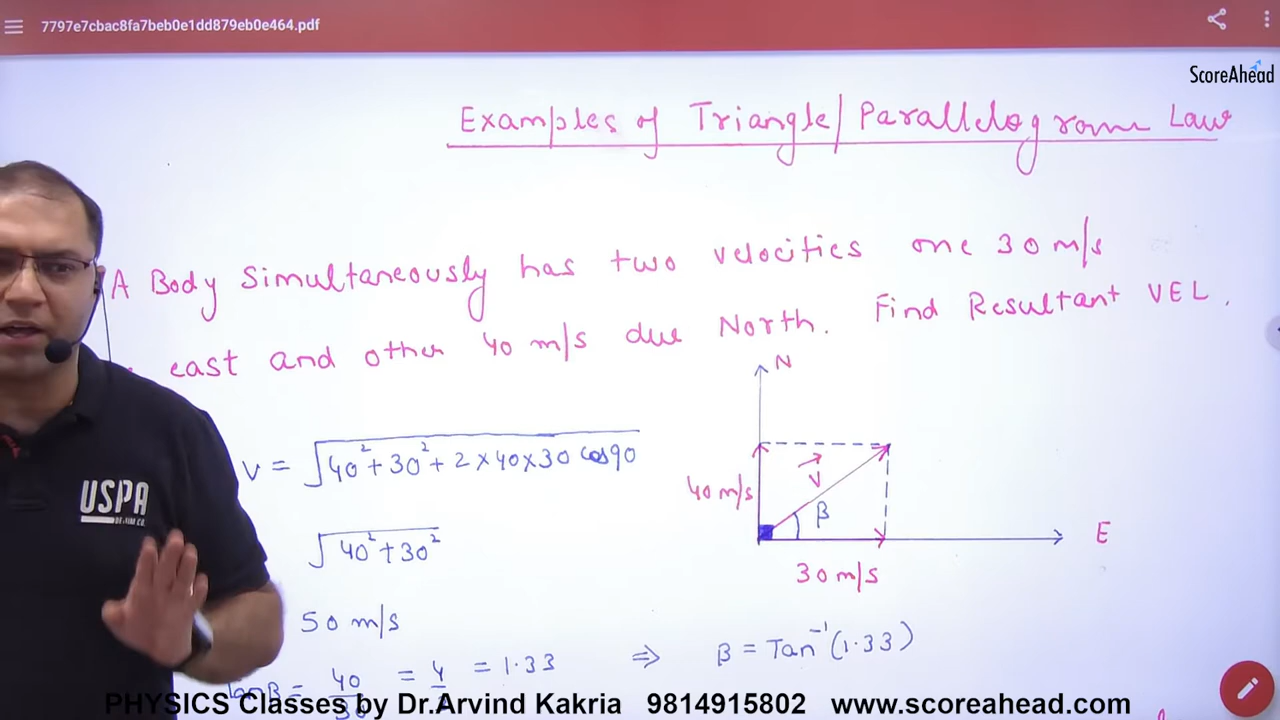 7797e7cbac8fa7beb0e1dd879eb0e464.pdf
ScoreAhead
Examples of Triangle/Parallelogram Law
A Body Simultaneously has two velocities one 30 m/s
east and other 40 m/s due North. Find Resultant VEL.
N
V = √40²+30²+2×40×30 cos90
40 m/s
V⃗
β
E
√40²+30²
30 m/s
50 m/s
tanβ = 40/30 = 4/ = 1.33 ⇒ β = Tan⁻¹(1.33)
USPA
PHYSICS Classes by Dr.Arvind Kakria 9814915802 www.scoreahead.com